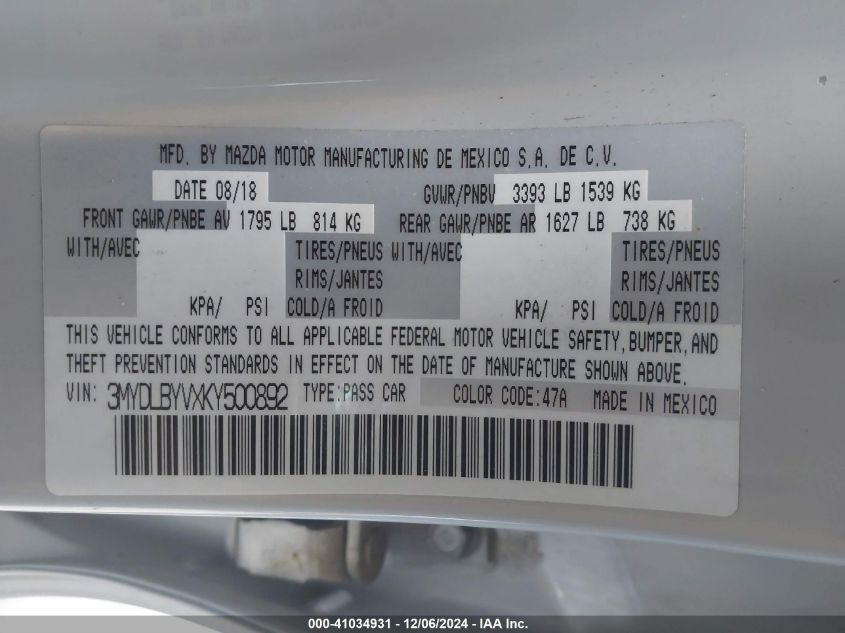 MFD. BY MAZDA MOTOR MANUFACTURING DE MEXICO S.A. DE C.V.
DATE 08/18 GVWR/PNBV 3393 LB 1539 KG
FRONT GAWR/PNBE AV 1795 LB 814 KG REAR GAWR/PNBE AR 1627 LB 738 KG
WITH/AVEC TIRES/PNEUS WITH/AVEC TIRES/PNEUS
RIMS/JANTES RIMS/JANTES
KPA/ PSI COLD/A FROID KPA/ PSI COLD/A FROID
THIS VEHICLE CONFORMS TO ALL APPLICABLE FEDERAL MOTOR VEHICLE SAFETY, BUMPER, AND
THEFT PREVENTION STANDARDS IN EFFECT ON THE DATE OF MANUFACTURE SHOWN ABOVE.
VIN: 3MYDLBYVXKY500892 TYPE:PASS CAR COLOR CODE:47A MADE IN MEXICO
000-41034931 - 12/06/2024 - IAA Inc.